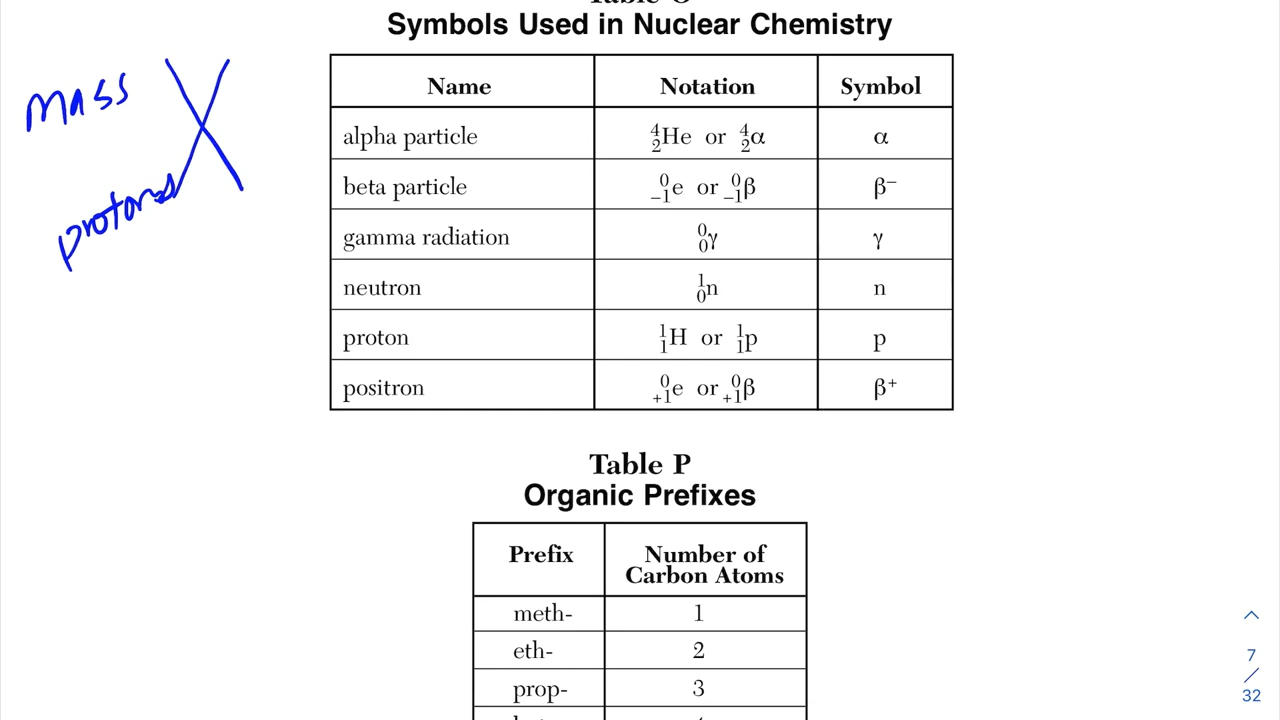 Table O
Symbols Used in Nuclear Chemistry
mass X
protons
Name Notation Symbol
alpha particle ⁴₂He or ⁴₂α α
beta particle ⁰₋₁e or ⁰₋₁β β⁻
gamma radiation ⁰₀γ γ
neutron ¹₀n n
proton ¹₁H or ¹₁p p
positron ⁰₊₁e or ⁰₊₁β β⁺
Table P
Organic Prefixes
Prefix Number of
Carbon Atoms
meth- 1
eth- 2
prop- 3
7
/
32